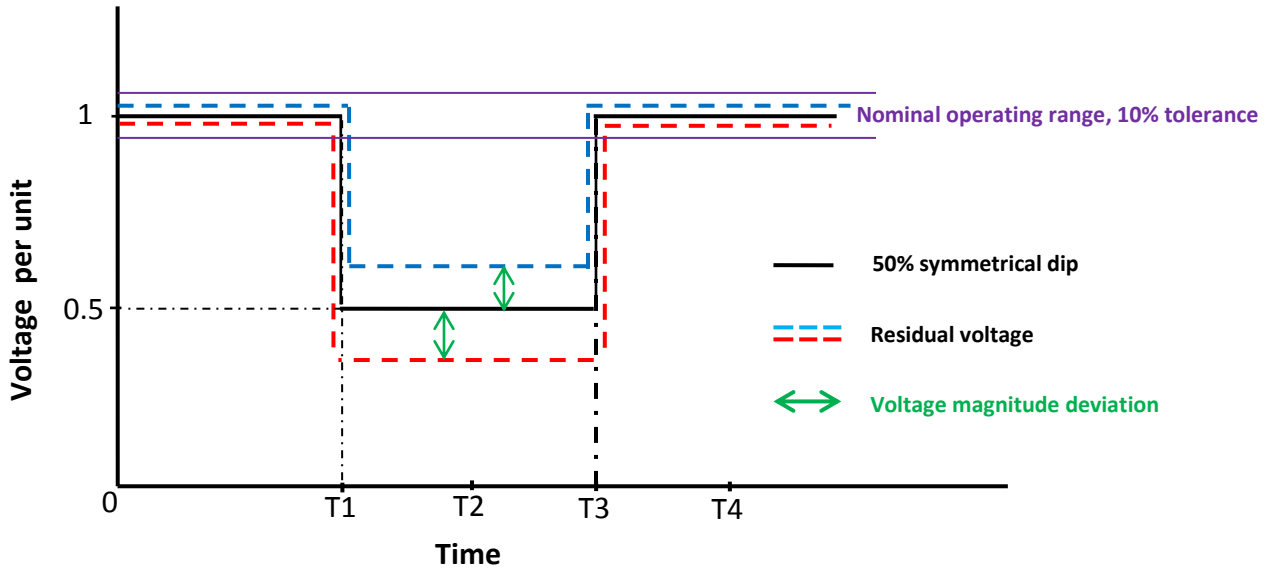 1
Nominal operating range, 10% tolerance
Voltage per unit
50% symmetrical dip
0.5
Residual voltage
Voltage magnitude deviation
0
T1
T2
T3
T4
Time